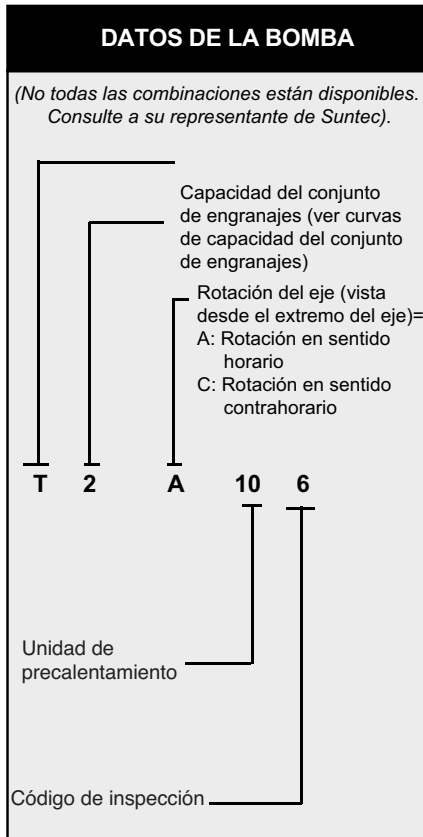 DATOS DE LA BOMBA
(No todas las combinaciones están disponibles.
Consulte a su representante de Suntec).
Capacidad del conjunto
de engranajes (ver curvas
de capacidad del conjunto
de engranajes)
Rotación del eje (vista
desde el extremo del eje)=
A: Rotación en sentido
horario
C: Rotación en sentido
contrahorario
T 2 A 10 6
Unidad de
precalentamiento
Código de inspección